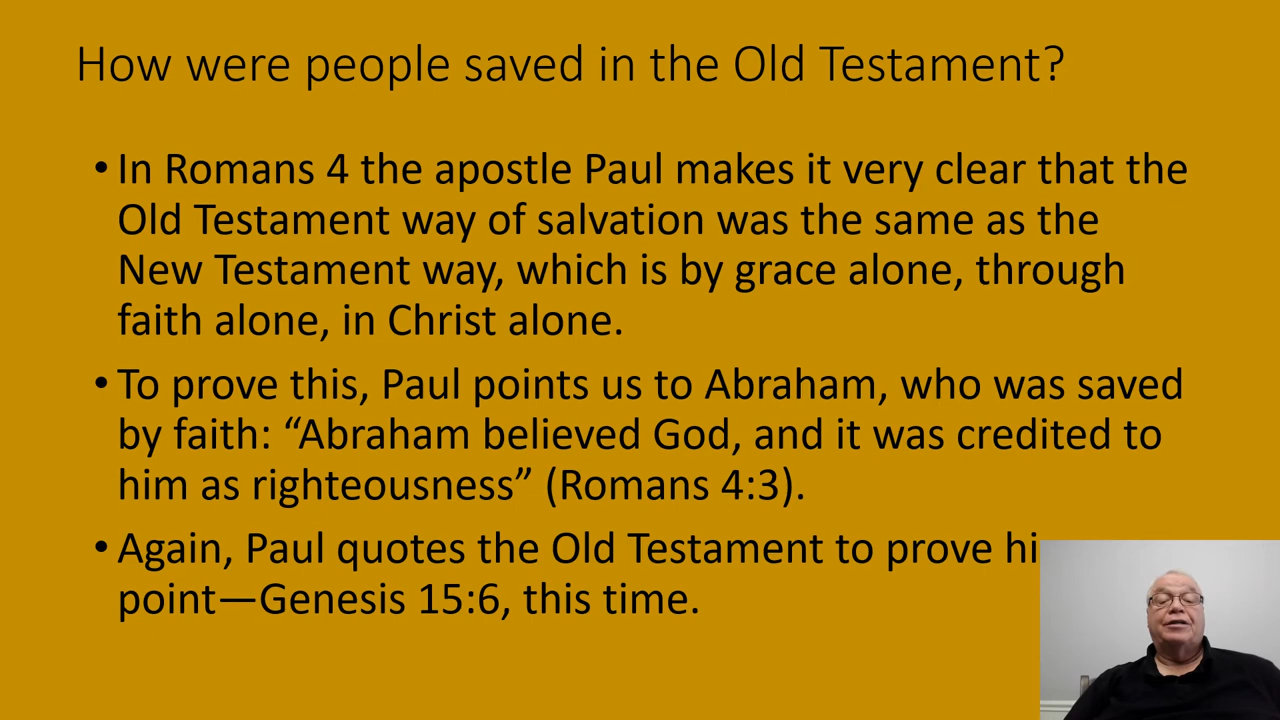 How were people saved in the Old Testament?
• In Romans 4 the apostle Paul makes it very clear that the
Old Testament way of salvation was the same as the
New Testament way, which is by grace alone, through
faith alone, in Christ alone.
• To prove this, Paul points us to Abraham, who was saved
by faith: “Abraham believed God, and it was credited to
him as righteousness” (Romans 4:3).
• Again, Paul quotes the Old Testament to prove hi
point—Genesis 15:6, this time.